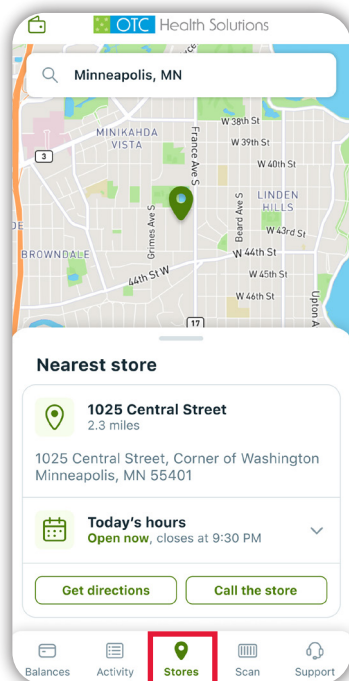 OTC Health Solutions
Minneapolis, MN
W 38th St
MINIKAHDA
VISTA
France Ave S
W 39th St
3
W 40th St
Grimes Ave S
Beard Ave S
LINDEN
HILLS
W 43rd St
BROWNDALE
W 44th St
44th St W
W 45th St
W 46th St
Upton A
17
Nearest store
1025 Central Street
2.3 miles
1025 Central Street, Corner of Washington
Minneapolis, MN 55401
Today's hours
Open now, closes at 9:30 PM
Get directions
Call the store
Balances
Activity
Stores
Scan
Support